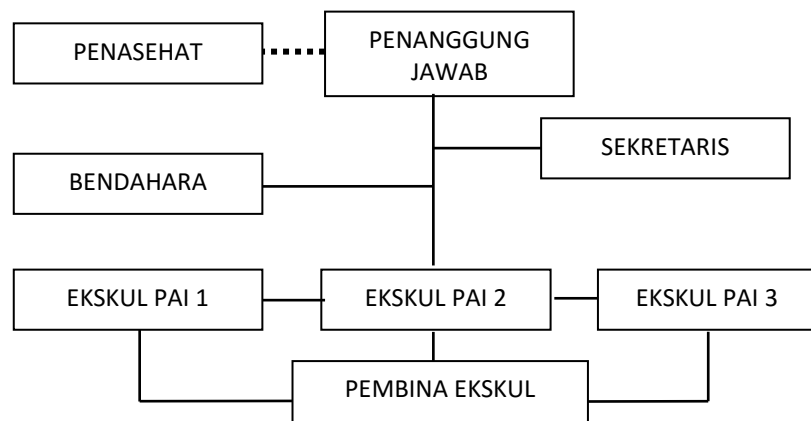 PENASEHAT
PENANGGUNG
JAWAB
SEKRETARIS
BENDAHARA
EKSKUL PAI 1
EKSKUL PAI 2
EKSKUL PAI 3
PEMBINA EKSKUL